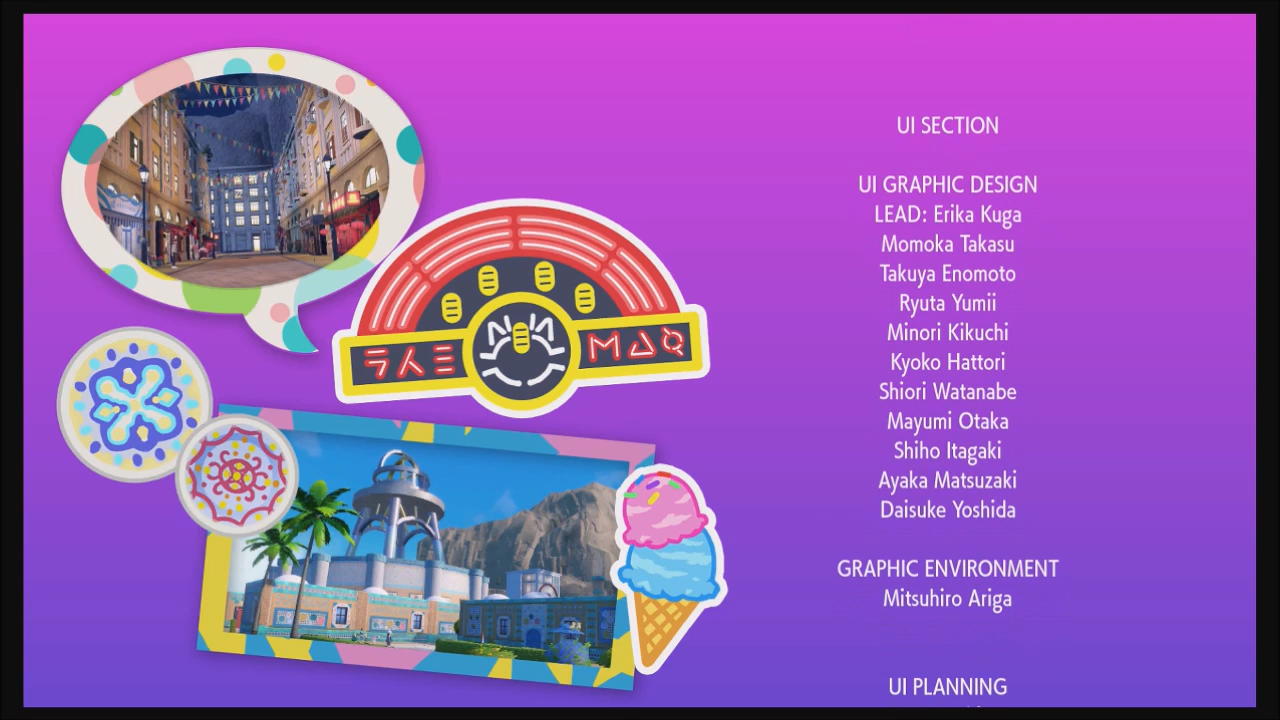 UI SECTION
UI GRAPHIC DESIGN
LEAD: Erika Kuga
Momoka Takasu
Takuya Enomoto
Ryuta Yumii
Minori Kikuchi
Kyoko Hattori
Shiori Watanabe
Mayumi Otaka
Shiho Itagaki
Ayaka Matsuzaki
Daisuke Yoshida
GRAPHIC ENVIRONMENT
Mitsuhiro Ariga
UI PLANNING